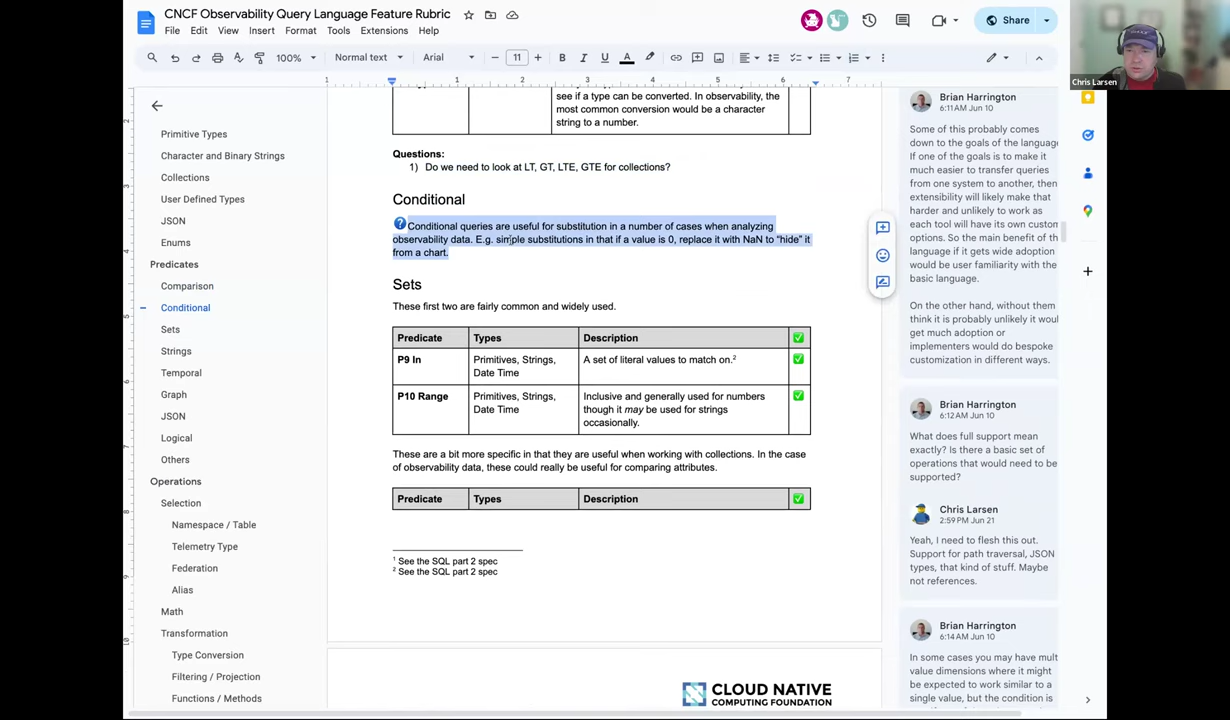 CNCF Observability Query Language Feature Rubric
File Edit View Insert Format Tools Extensions Help
Share
100% Normal text Arial 11
Chris Larsen
Primitive Types
Character and Binary Strings
Collections
User Defined Types
JSON
Enums
Predicates
Comparison
Conditional
Sets
Strings
Temporal
Graph
JSON
Logical
Others
Operations
Selection
Namespace / Table
Telemetry Type
Federation
Alias
Math
Transformation
Type Conversion
Filtering / Projection
Functions / Methods
see if a type can be converted. In observability, the
most common conversion would be a character
string to a number.
Questions:
1) Do we need to look at LT, GT, LTE, GTE for collections?
Conditional
Conditional queries are useful for substitution in a number of cases when analyzing
observability data. E.g. simple substitutions in that if a value is 0, replace it with NaN to “hide” it
from a chart.
Sets
These first two are fairly common and widely used.
Predicate Types Description ✅
P9 In Primitives, Strings, A set of literal values to match on.2 ✅
Date Time
P10 Range Primitives, Strings, Inclusive and generally used for numbers ✅
Date Time though it may be used for strings
occasionally.
These are a bit more specific in that they are useful when working with collections. In the case
of observability data, these could really be useful for comparing attributes.
Predicate Types Description ✅
1 See the SQL part 2 spec
2 See the SQL part 2 spec
CLOUD NATIVE
COMPUTING FOUNDATION
Brian Harrington
6:11 AM Jun 10
Some of this probably comes
down to the goals of the language
If one of the goals is to make it
much easier to transfer queries
from one system to another, then
extensibility will likely make that
harder and unlikely to work as
each tool will have its own custom
options. So the main benefit of the
language if it gets wide adoption
would be user familiarity with the
basic language.
On the other hand, without them
think it is probably unlikely it wou
get much adoption or
implementers would do bespoke
customization in different ways.
Brian Harrington
6:12 AM Jun 10
What does full support mean
exactly? Is there a basic set of
operations that would need to be
supported?
Chris Larsen
2:59 PM Jun 21
Yeah, I need to flesh this out.
Support for path traversal, JSON
types, that kind of stuff. Maybe
not references.
Brian Harrington
6:14 AM Jun 10
In some cases you may have mult
value dimensions where it might
be expected to work similar to a
single value, but the condition is